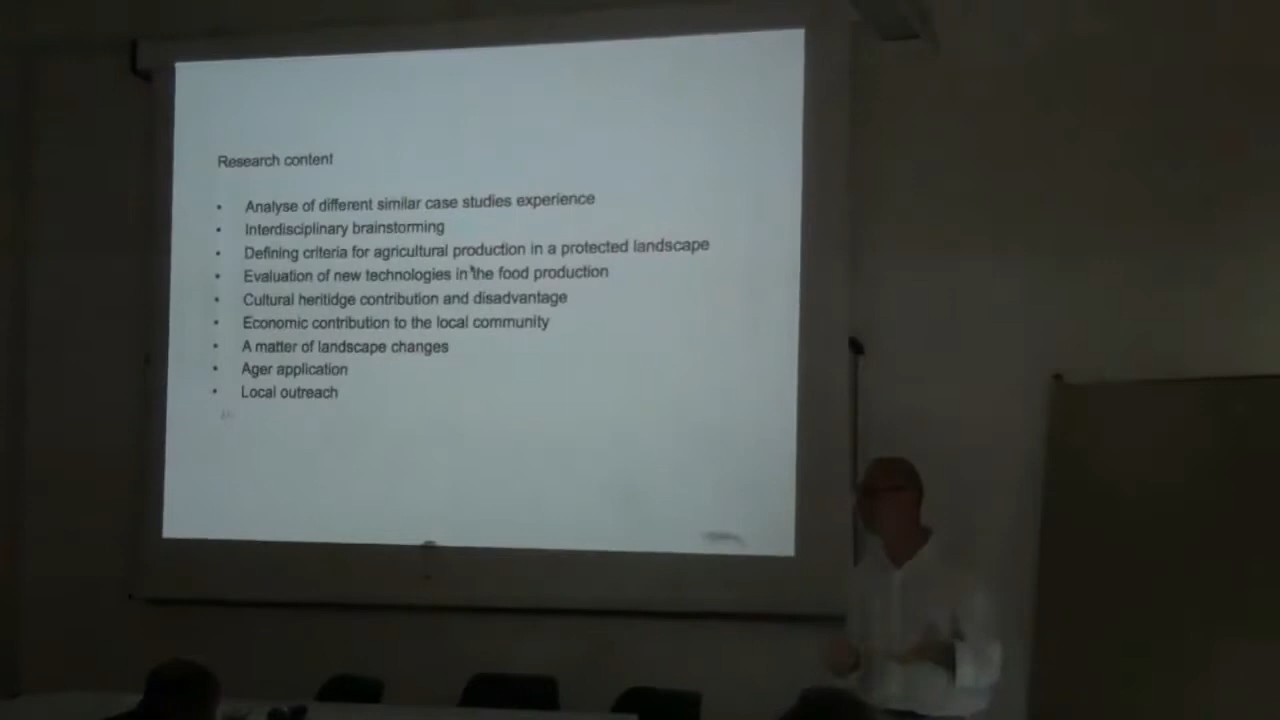 Research content
• Analyse of different similar case studies experience
• Interdisciplinary brainstorming
• Defining criteria for agricultural production in a protected landscape
• Evaluation of new technologies in the food production
• Cultural heritidge contribution and disadvantage
• Economic contribution to the local community
• A matter of landscape changes
• Ager application
• Local outreach